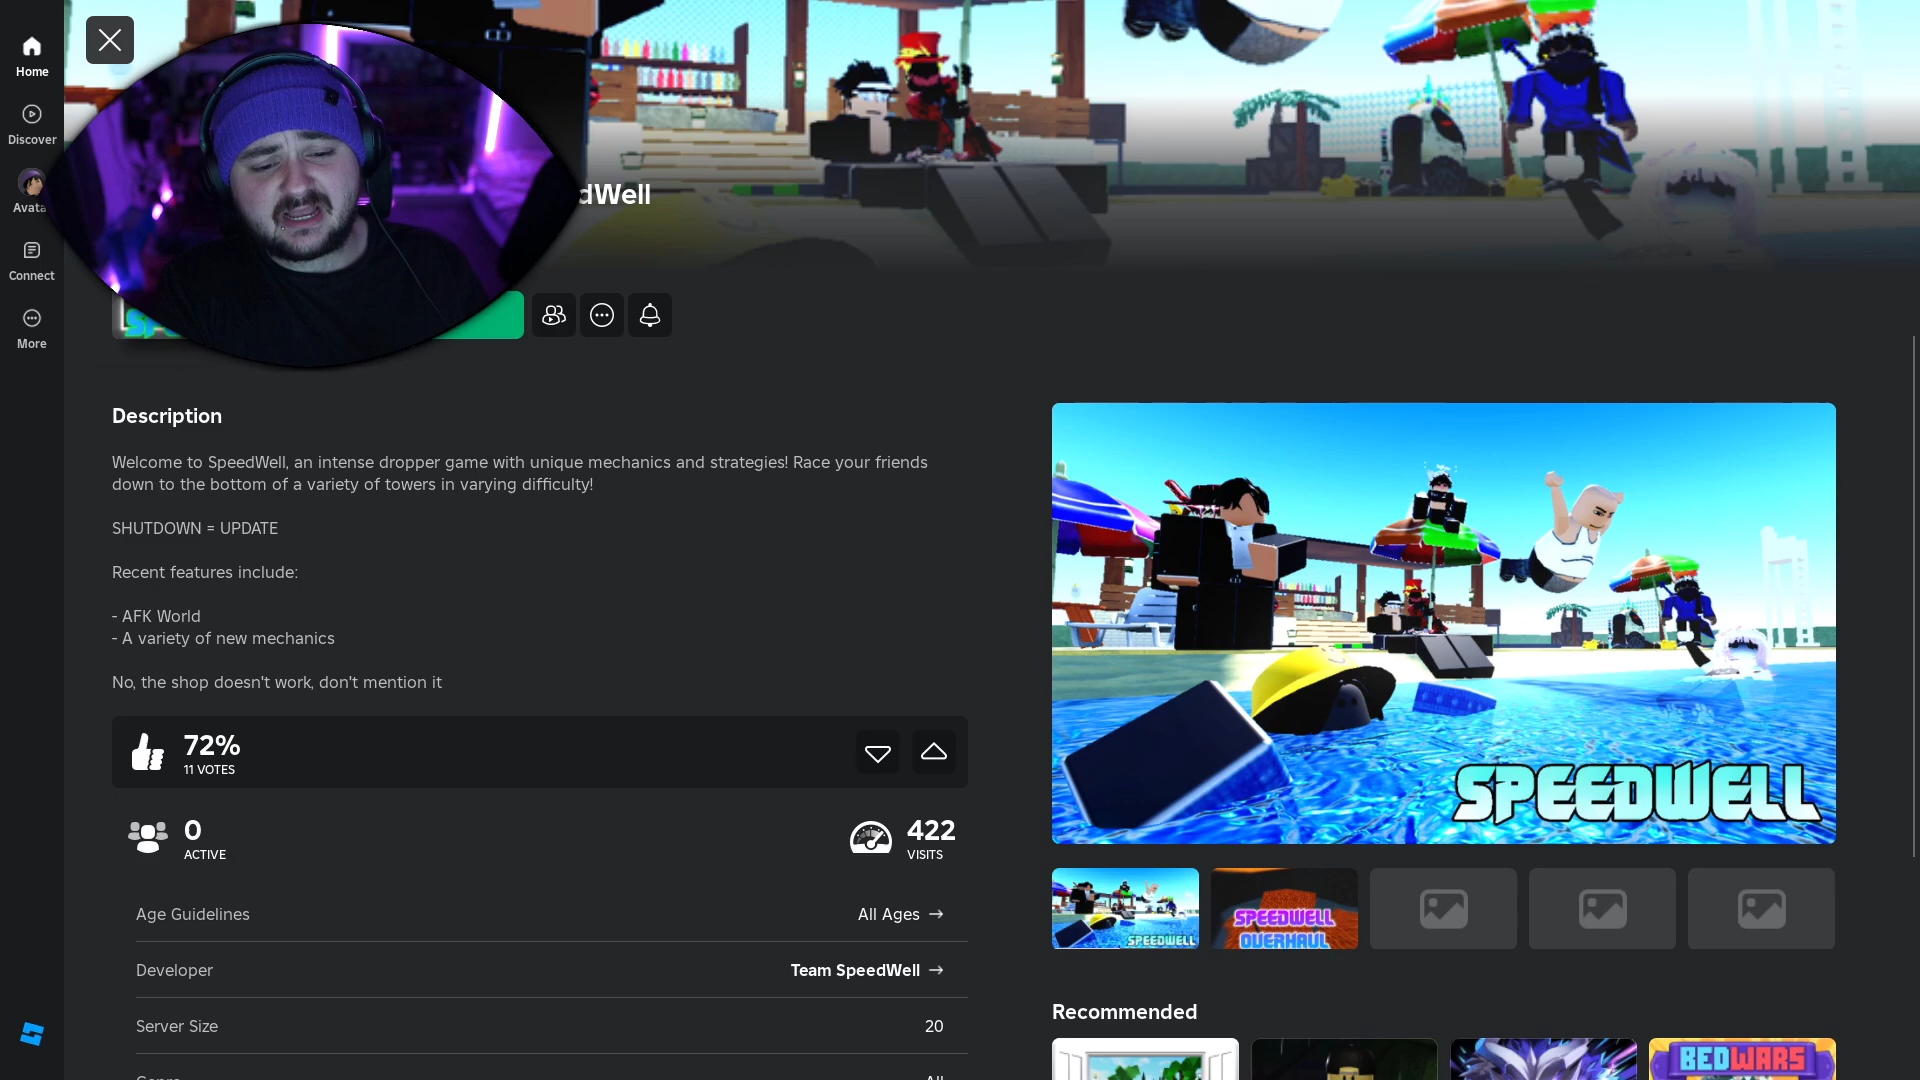 Home
Discover
Avata
Connect
More
dWell
Description
Welcome to SpeedWell, an intense dropper game with unique mechanics and strategies! Race your friends
down to the bottom of a variety of towers in varying difficulty!
SHUTDOWN = UPDATE
Recent features include:
- AFK World
- A variety of new mechanics
No, the shop doesn't work, don't mention it
72%
11 VOTES
0
ACTIVE
422
VISITS
Age Guidelines
All Ages
Developer
Team SpeedWell
Server Size
20
SPEEDWELL
SPEEDWELL
SPEEDWELL
OVERHAUL
Recommended
BEDWARS